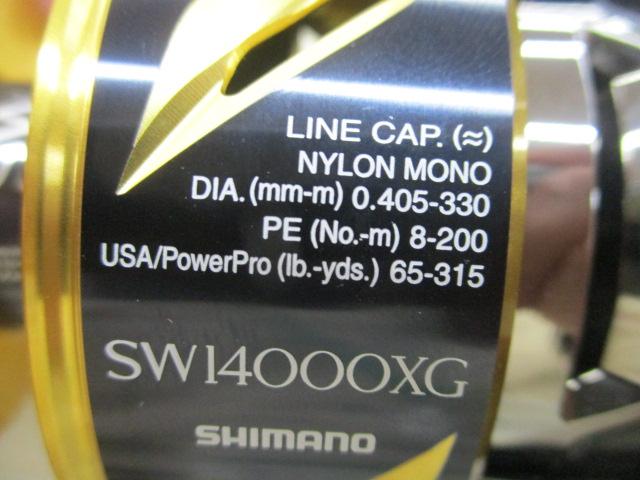 LINE CAP. (≈)
NYLON MONO
DIA. (mm-m) 0.405-330
PE (No.-m) 8-200
USA/PowerPro (lb.-yds.) 65-315
SW14000XG
SHIMANO